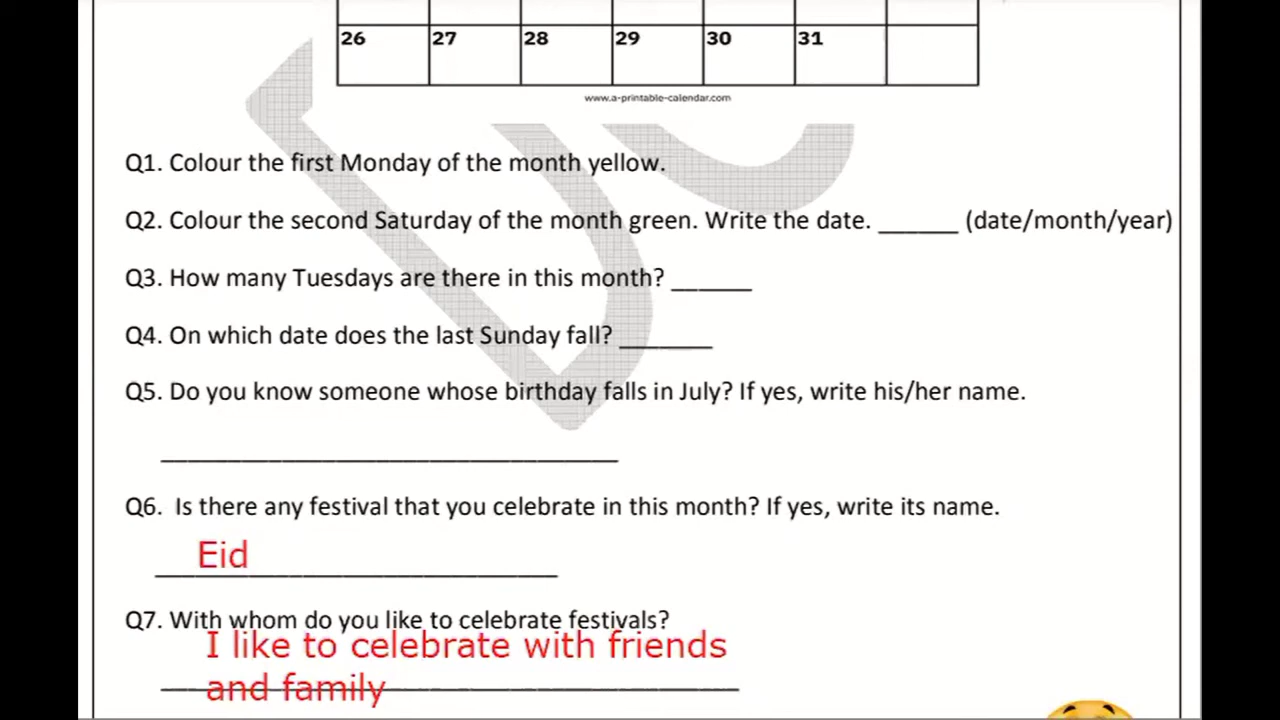 26 27 28 29 30 31
www.a-printable-calendar.com
Q1. Colour the first Monday of the month yellow.
Q2. Colour the second Saturday of the month green. Write the date. ______ (date/month/year)
Q3. How many Tuesdays are there in this month? ______
Q4. On which date does the last Sunday fall? _______
Q5. Do you know someone whose birthday falls in July? If yes, write his/her name.
Q6. Is there any festival that you celebrate in this month? If yes, write its name.
Eid
Q7. With whom do you like to celebrate festivals?
I like to celebrate with friends
and family